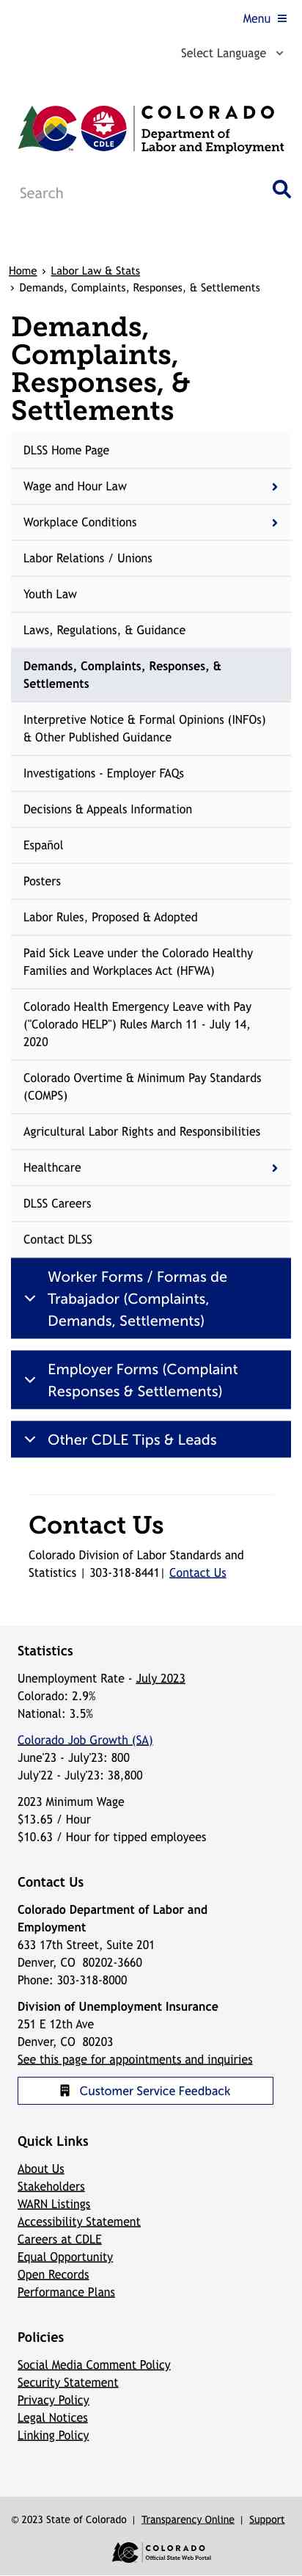 Menu
Select Language
COLORADO
CDLE
Department of
Labor and Employment
Search
Home › Labor Law & Stats
› Demands, Complaints, Responses, & Settlements
Demands,
Complaints,
Responses, &
Settlements
DLSS Home Page
Wage and Hour Law
Workplace Conditions
Labor Relations / Unions
Youth Law
Laws, Regulations, & Guidance
Demands, Complaints, Responses, &
Settlements
Interpretive Notice & Formal Opinions (INFOs)
& Other Published Guidance
Investigations - Employer FAQs
Decisions & Appeals Information
Español
Posters
Labor Rules, Proposed & Adopted
Paid Sick Leave under the Colorado Healthy
Families and Workplaces Act (HFWA)
Colorado Health Emergency Leave with Pay
("Colorado HELP") Rules March 11 - July 14,
2020
Colorado Overtime & Minimum Pay Standards
(COMPS)
Agricultural Labor Rights and Responsibilities
Healthcare
DLSS Careers
Contact DLSS
Worker Forms / Formas de
Trabajador (Complaints,
Demands, Settlements)
Employer Forms (Complaint
Responses & Settlements)
Other CDLE Tips & Leads
Contact Us
Colorado Division of Labor Standards and
Statistics | 303-318-8441| Contact Us
Statistics
Unemployment Rate - July 2023
Colorado: 2.9%
National: 3.5%
Colorado Job Growth (SA)
June'23 - July'23: 800
July'22 - July'23: 38,800
2023 Minimum Wage
$13.65 / Hour
$10.63 / Hour for tipped employees
Contact Us
Colorado Department of Labor and
Employment
633 17th Street, Suite 201
Denver, CO  80202-3660
Phone: 303-318-8000
Division of Unemployment Insurance
251 E 12th Ave
Denver, CO  80203
See this page for appointments and inquiries
Customer Service Feedback
Quick Links
About Us
Stakeholders
WARN Listings
Accessibility Statement
Careers at CDLE
Equal Opportunity
Open Records
Performance Plans
Policies
Social Media Comment Policy
Security Statement
Privacy Policy
Legal Notices
Linking Policy
© 2023 State of Colorado | Transparency Online | Support
COLORADO
Official State Web Portal